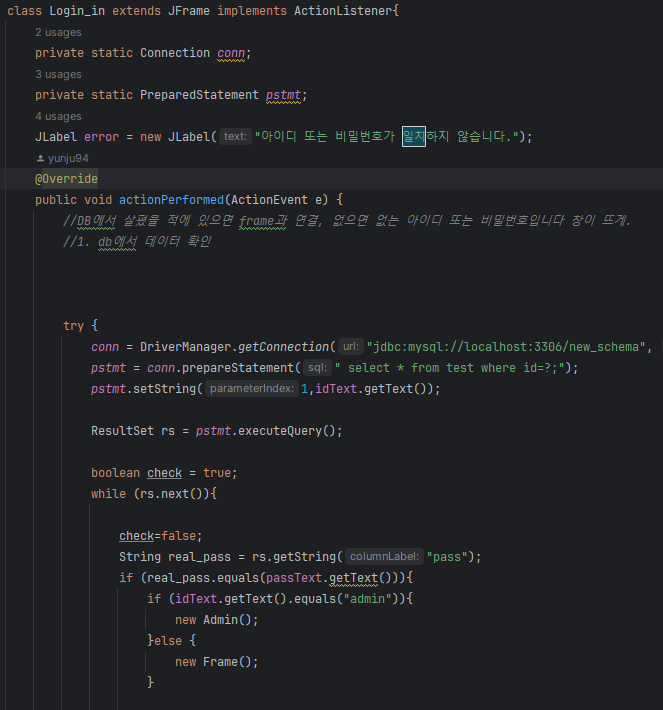 class Login_in extends JFrame implements ActionListener{
2 usages
private static Connection conn;
3 usages
private static PreparedStatement pstmt;
4 usages
JLabel error = new JLabel( text: "아이디 또는 비밀번호가 일치하지 않습니다.");
yunju94
@Override
public void actionPerformed(ActionEvent e) {
//DB에서 살폈들 적에 있으면 frame과 연결, 없으면 없는 아이디 또는 비밀번호입니다 창이 뜨게.
//1. db에서 데이터 확인
try {
conn = DriverManager.getConnection( url: "jdbc:mysql://localhost:3306/new_schema",
pstmt = conn.prepareStatement( sql: " select * from test where id=?;");
pstmt.setString( parameterIndex: 1,idText.getText());
ResultSet rs = pstmt.executeQuery();
boolean check = true;
while (rs.next()){
check=false;
String real_pass = rs.getString( columnLabel: "pass");
if (real_pass.equals(passText.getText())){
if (idText.getText().equals("admin")){
new Admin();
}else {
new Frame();
}